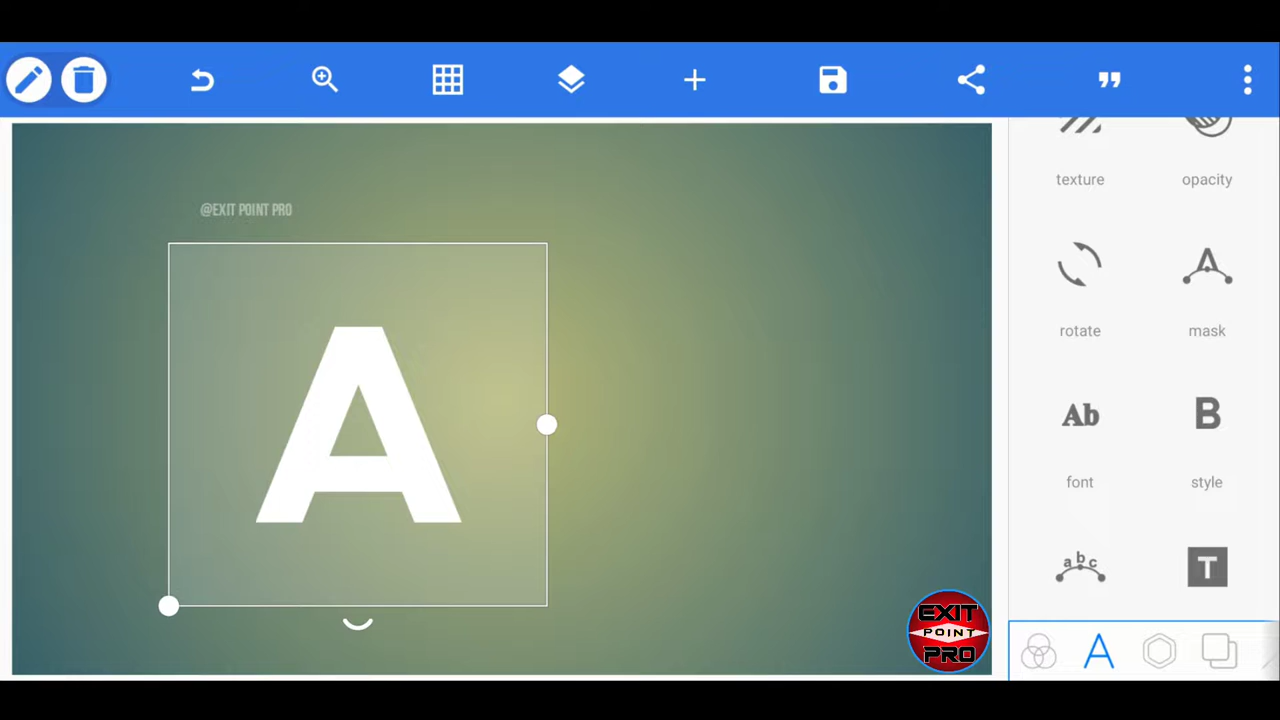 texture
opacity
@EXIT POINT PRO
rotate
mask
A
Ab
B
font
style
abc
T
EXIT
POINT
PRO
A